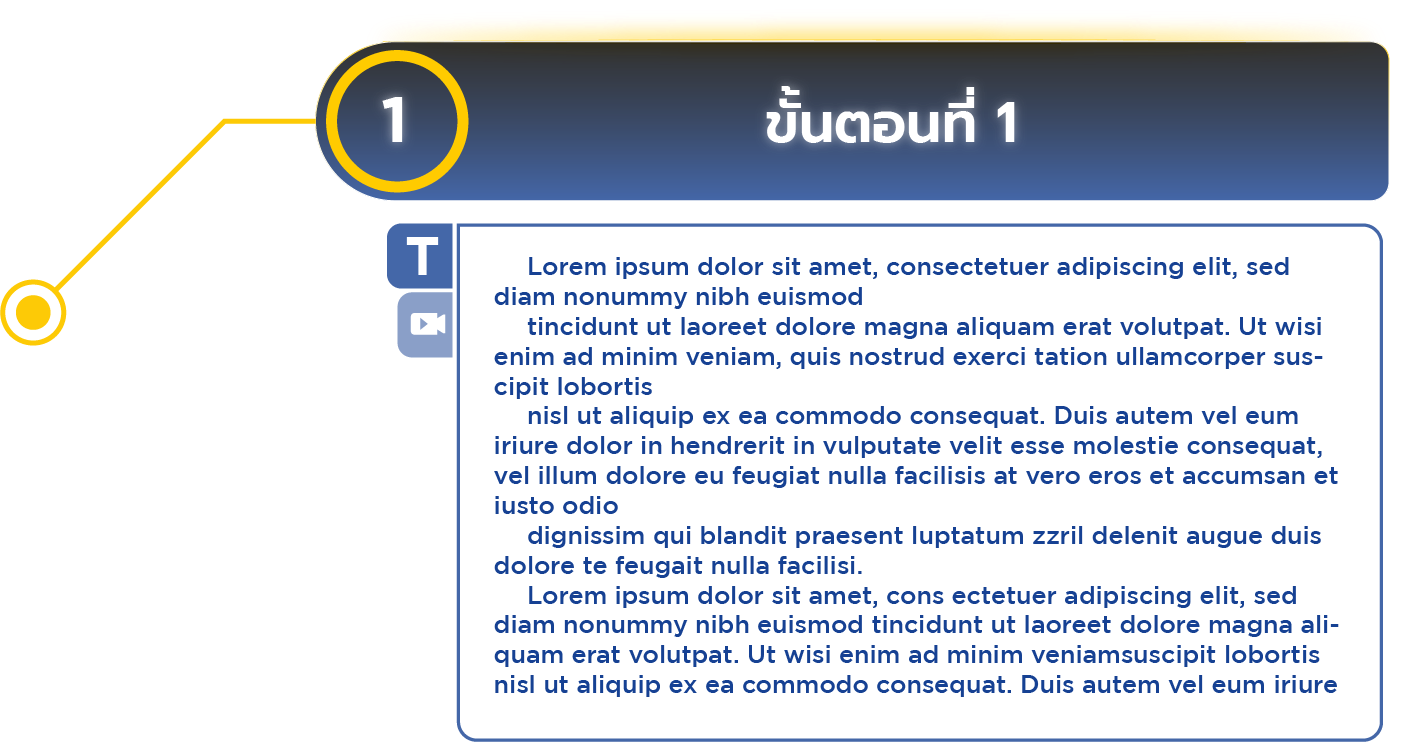 1
ขั้นตอนที่ 1
T
Lorem ipsum dolor sit amet, consectetuer adipiscing elit, sed
diam nonummy nibh euismod
tincidunt ut laoreet dolore magna aliquam erat volutpat. Ut wisi
enim ad minim veniam, quis nostrud exerci tation ullamcorper sus-
cipit lobortis
nisl ut aliquip ex ea commodo consequat. Duis autem vel eum
iriure dolor in hendrerit in vulputate velit esse molestie consequat,
vel illum dolore eu feugiat nulla facilisis at vero eros et accumsan et
iusto odio
dignissim qui blandit praesent luptatum zzril delenit augue duis
dolore te feugait nulla facilisi.
Lorem ipsum dolor sit amet, cons ectetuer adipiscing elit, sed
diam nonummy nibh euismod tincidunt ut laoreet dolore magna ali-
quam erat volutpat. Ut wisi enim ad minim veniamsuscipit lobortis
nisl ut aliquip ex ea commodo consequat. Duis autem vel eum iriure